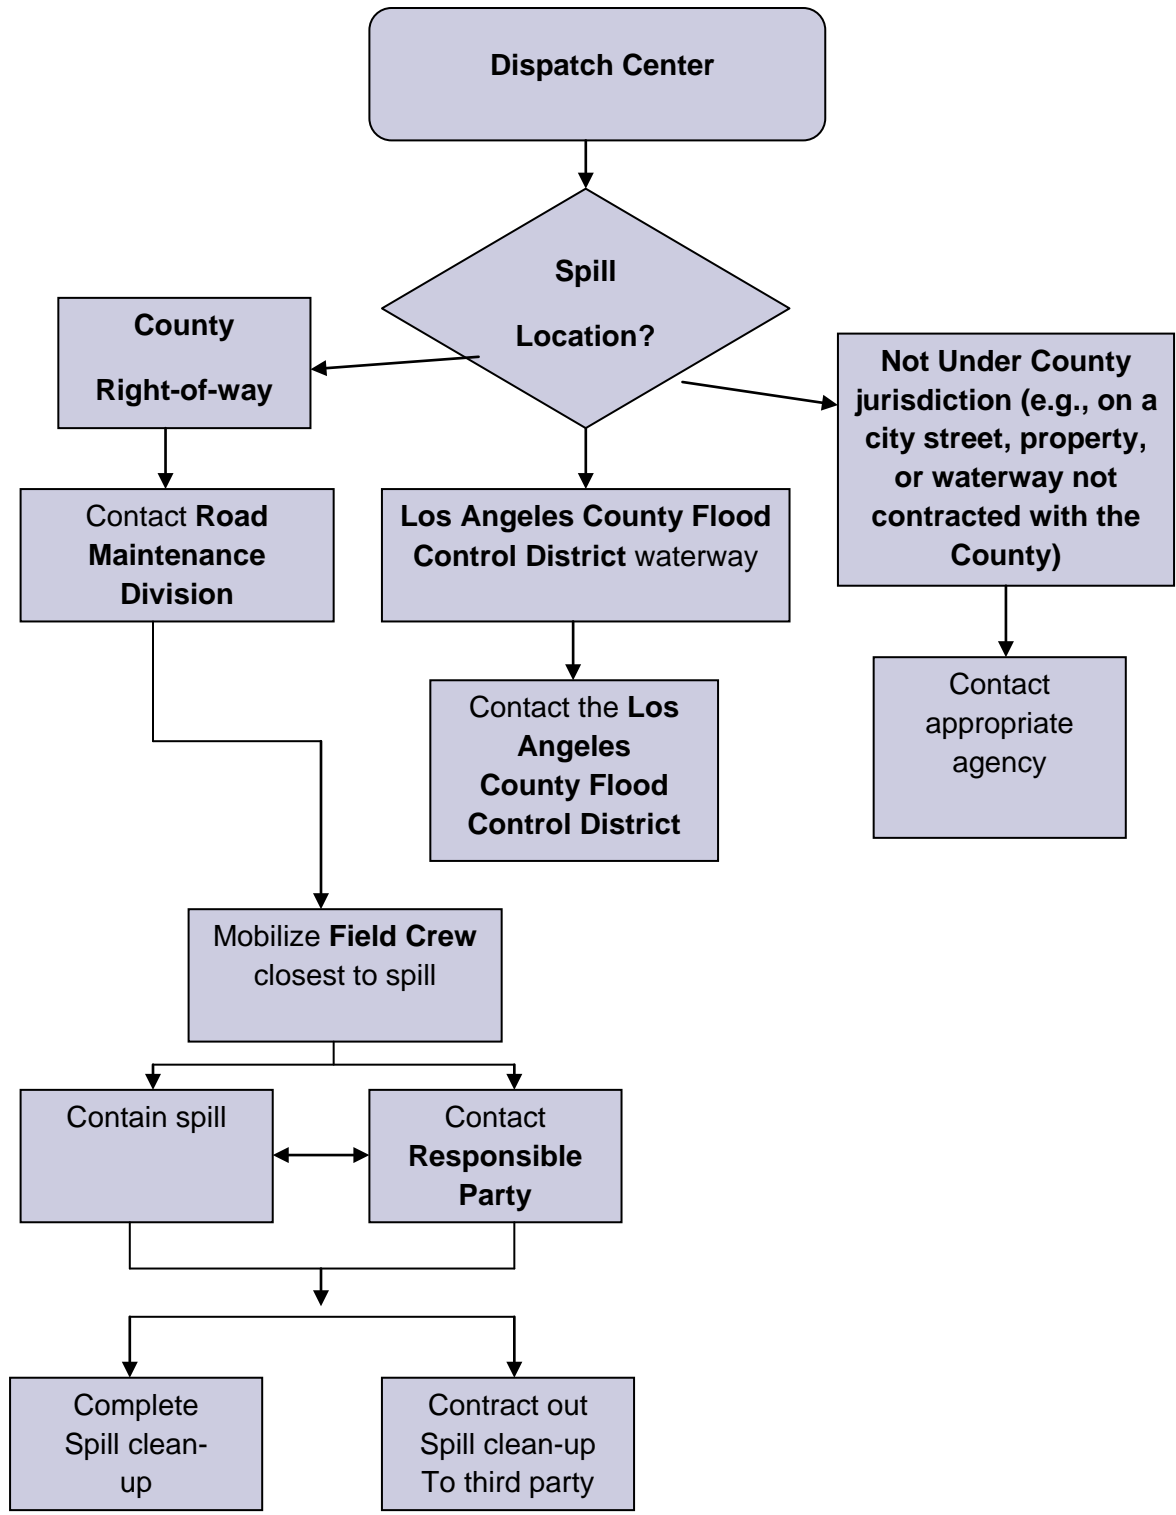 Dispatch Center
Spill
Location?
County
Right-of-way
Not Under County
jurisdiction (e.g., on a
city street, property,
or waterway not
contracted with the
County)
Contact Road
Maintenance
Division
Los Angeles County Flood
Control District waterway
Contact the Los
Angeles
County Flood
Control District
Contact
appropriate
agency
Mobilize Field Crew
closest to spill
Contain spill
Contact
Responsible
Party
Complete
Spill clean-
up
Contract out
Spill clean-up
To third party